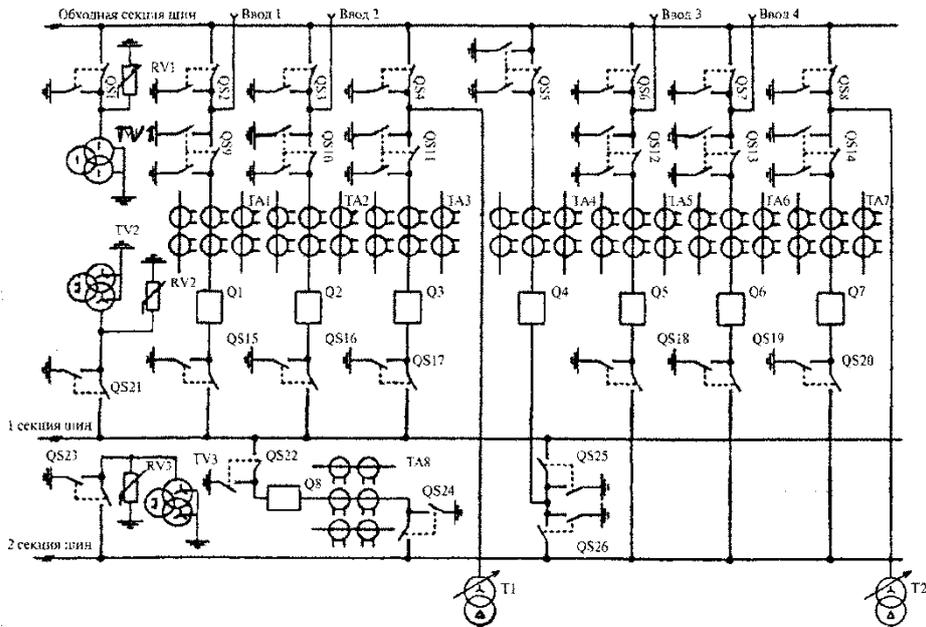 Обходная секция шин
Ввод 1
Ввод 2
Ввод 3
Ввод 4
RV1
QS1
QS2
QS3
QS4
QS5
QS6
QS7
QS8
TV1
QS9
QS10
QS11
QS12
QS13
QS14
TA1
TA2
TA3
TA4
TA5
TA6
TA7
TV2
RV2
Q1
Q2
Q3
Q4
Q5
Q6
Q7
QS15
QS16
QS17
QS18
QS19
QS20
QS21
1 секция шин
QS23
RV3
TV3
QS22
Q8
TA8
QS24
QS25
QS26
2 секция шин
T1
T2